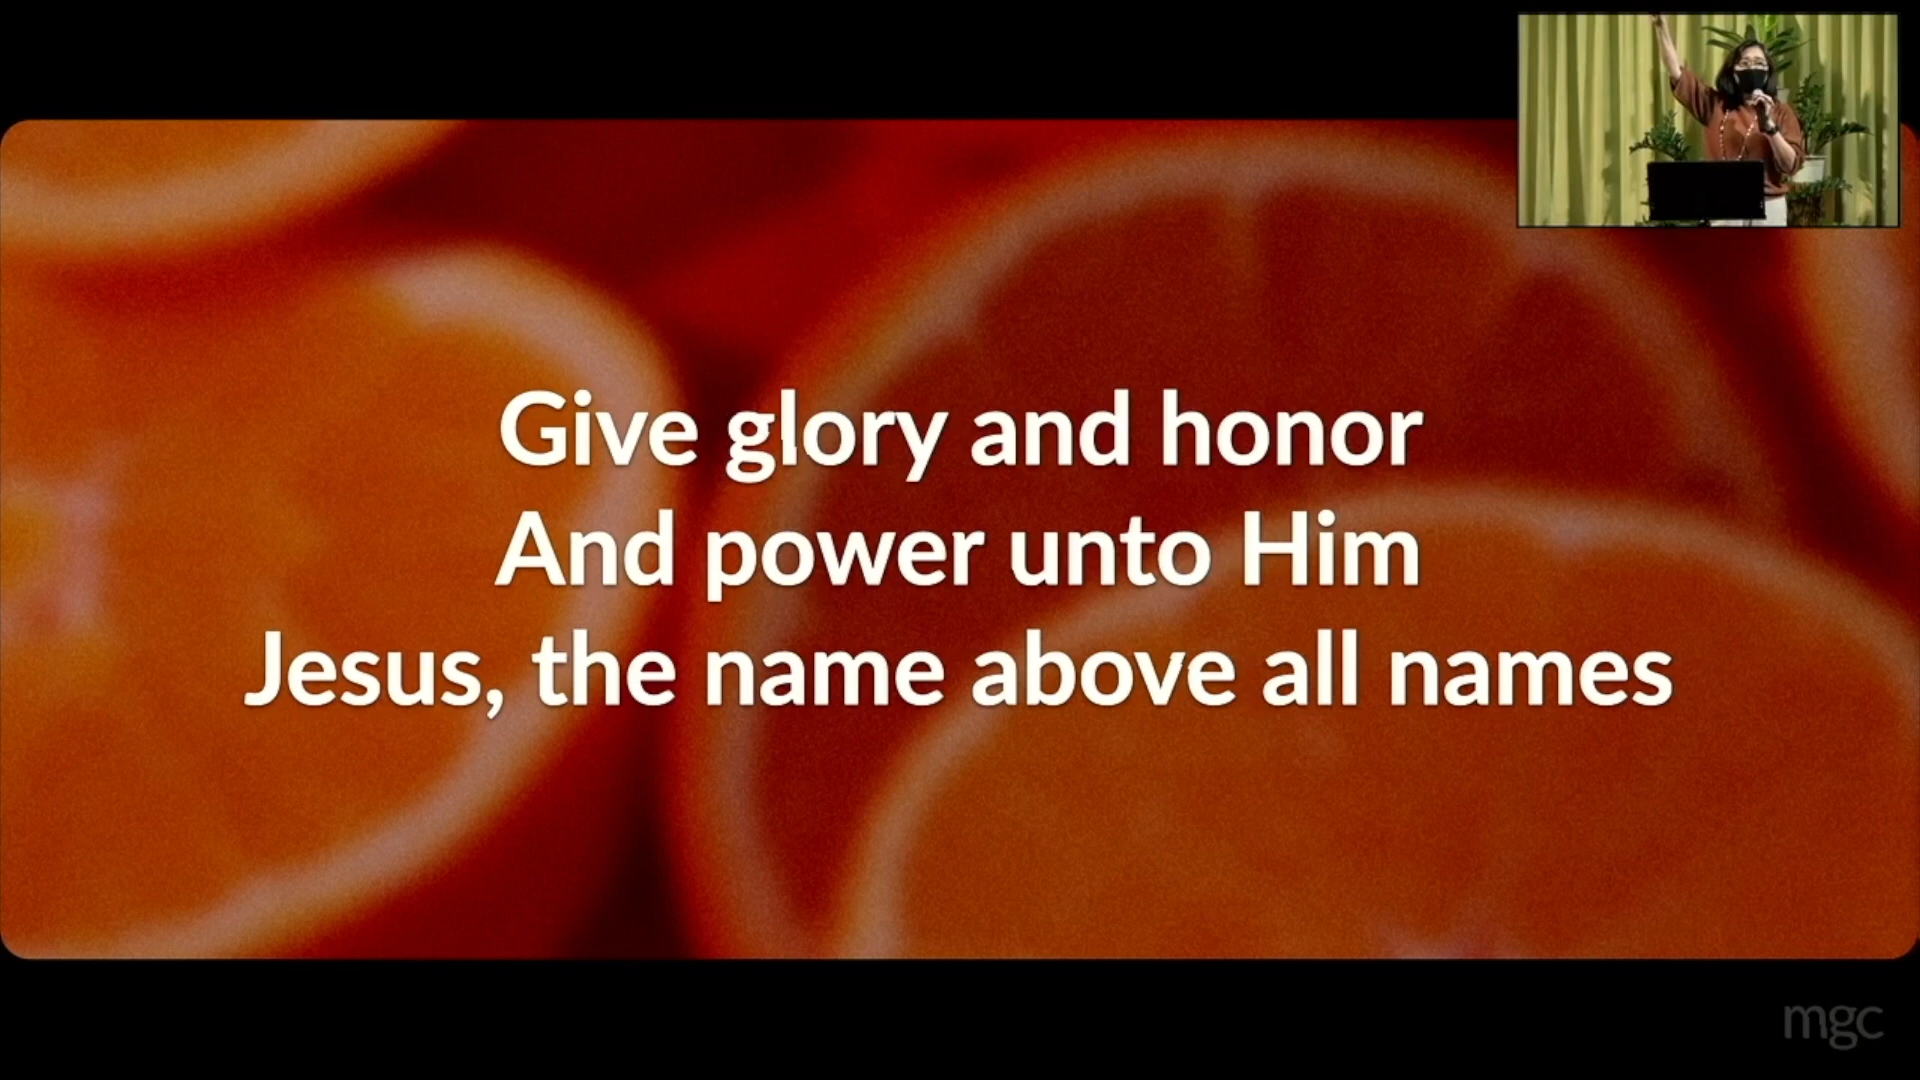 Give glory and honor
And power unto Him
Jesus, the name above all names
mgc